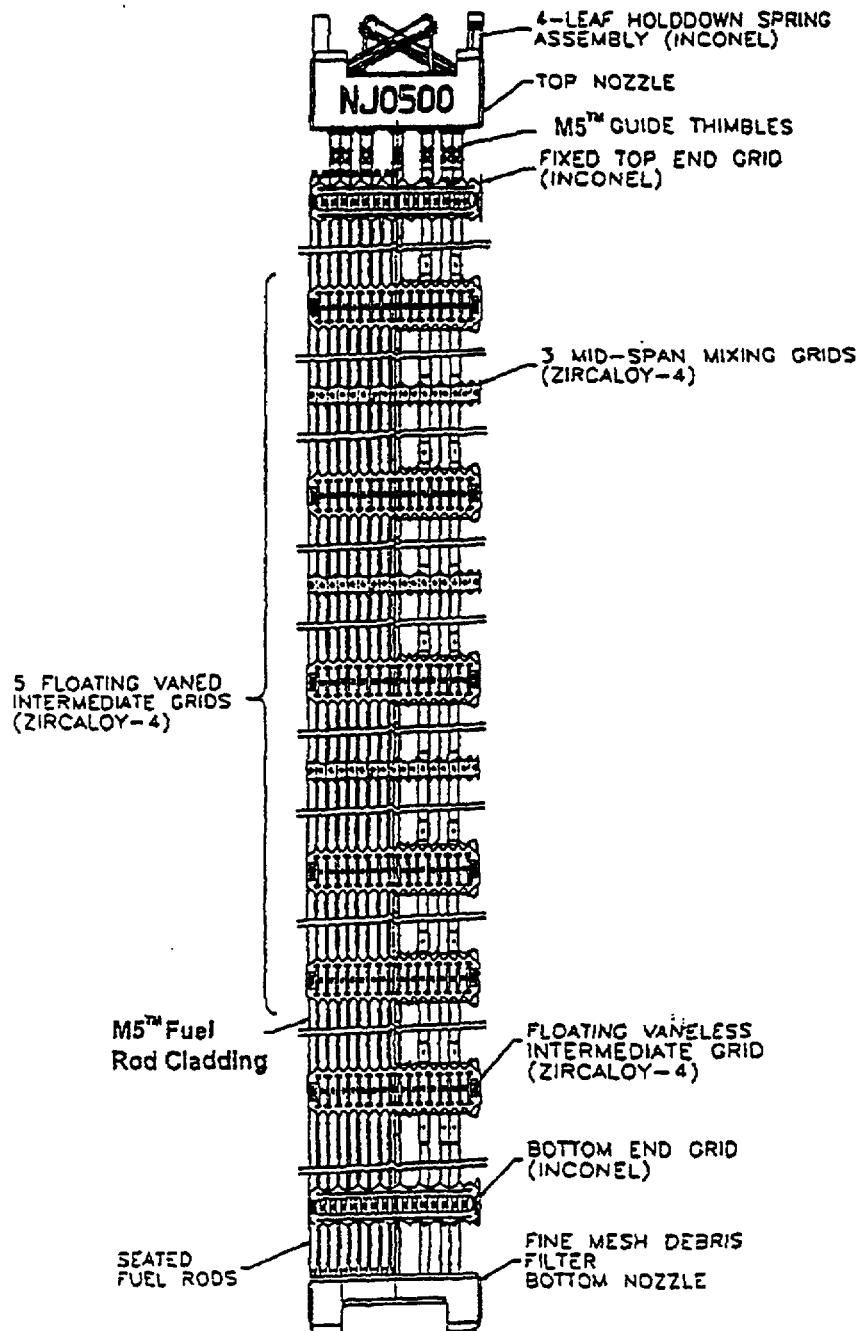 4-LEAF HOLDDOWN SPRING
ASSEMBLY (INCONEL)
TOP NOZZLE
NJ0500
M5™ GUIDE THIMBLES
FIXED TOP END GRID
(INCONEL)
3 MID-SPAN MIXING GRIDS
(ZIRCALOY-4)
5 FLOATING VANED
INTERMEDIATE GRIDS
(ZIRCALOY-4)
M5™ Fuel
Rod Cladding
FLOATING VANELESS
INTERMEDIATE GRID
(ZIRCALOY-4)
BOTTOM END GRID
(INCONEL)
SEATED
FUEL RODS
FINE MESH DEBRIS
FILTER
BOTTOM NOZZLE